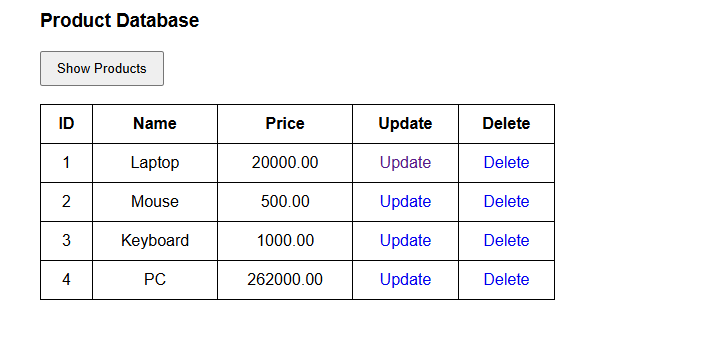 Product Database
Show Products
ID Name Price Update Delete
1 Laptop 20000.00 Update Delete
2 Mouse 500.00 Update Delete
3 Keyboard 1000.00 Update Delete
4 PC 262000.00 Update Delete